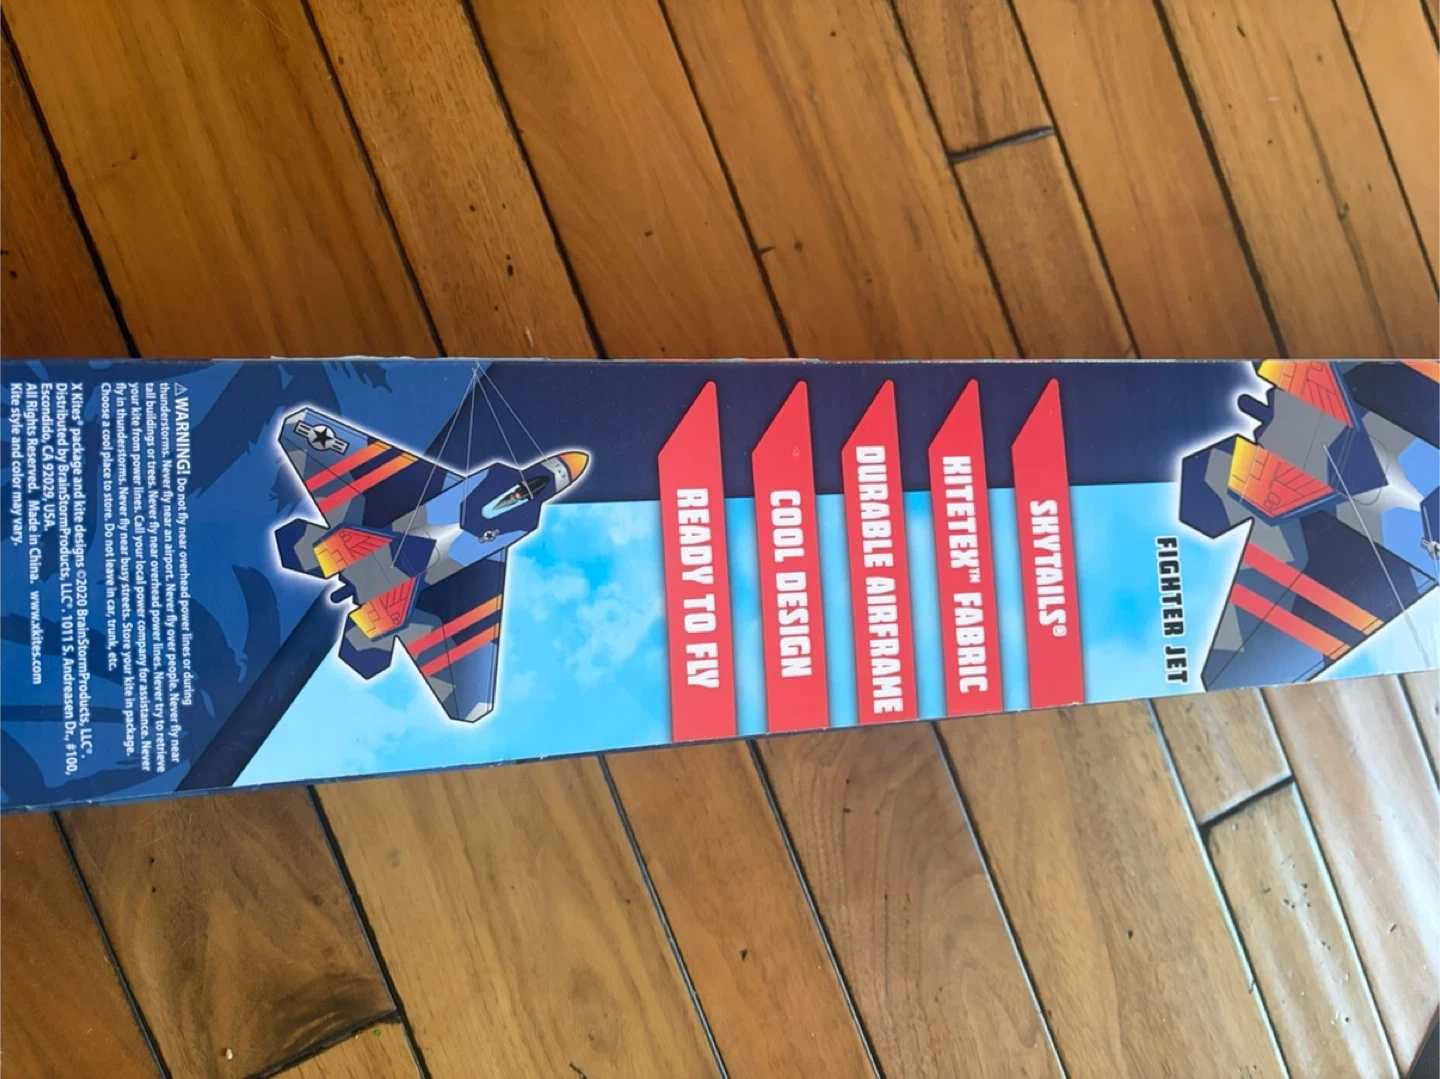 FIGHTER JET
SKYTAILS®
KITETEX™ FABRIC
DURABLE AIRFRAME
COOL DESIGN
READY TO FLY
⚠WARNING! Do not fly near overhead power lines or during
thunderstorms. Never fly near an airport. Never fly over people. Never fly near
tall buildings or trees. Never fly near overhead power lines. Never try to retrieve
your kite from power lines. Call your local power company for assistance. Never
fly in thunderstorms. Never fly near busy streets. Store your kite in package.
Choose a cool place to store. Do not leave in car, trunk, etc.
X Kites® package and kite designs ©2020 BrainStormProducts, LLC®.
Distributed by BrainStormProducts, LLC®. 1011 S. Andreasen Dr., #100,
Escondido, CA 92029, USA.
All Rights Reserved. Made in China. www.xkites.com
Kite style and color may vary.